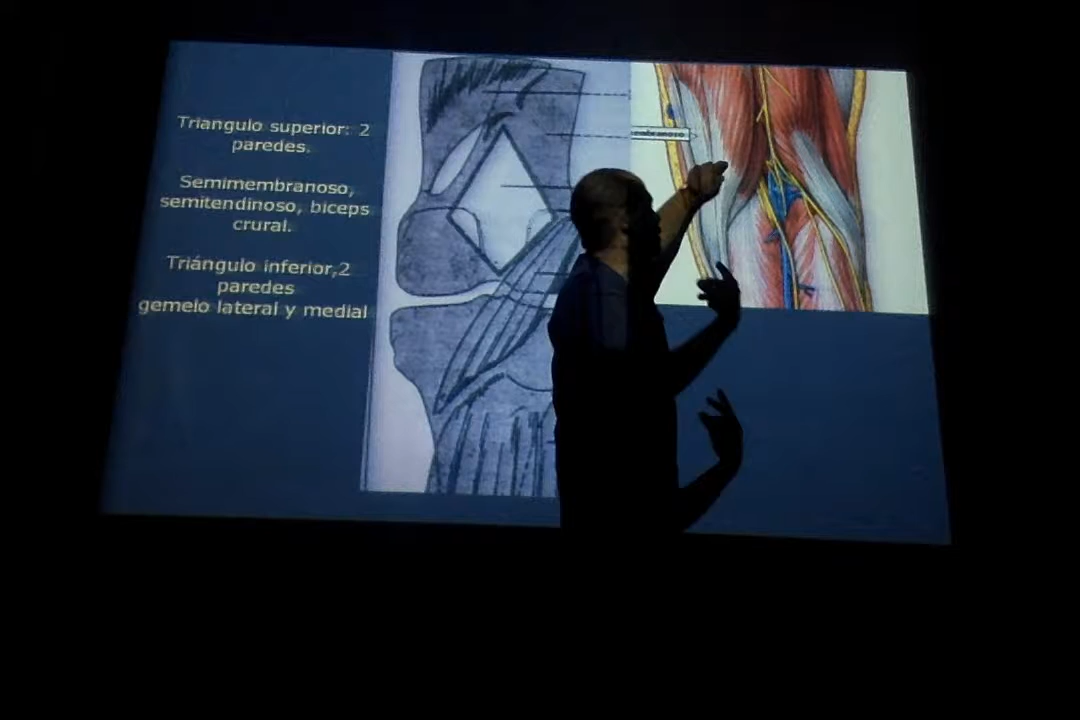 Triangulo superior: 2
paredes.
Semimembranoso,
semitendinoso, biceps
crural.
Triángulo inferior,2
paredes
gemelo lateral y medial